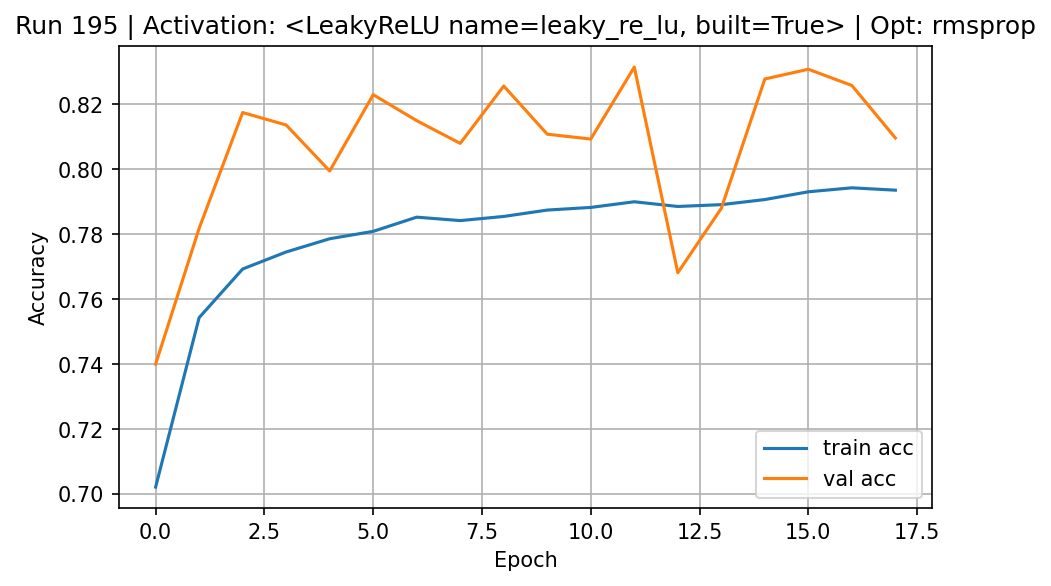 Run 195 | Activation: <LeakyReLU name=leaky_re_lu, built=True> | Opt: rmsprop
Accuracy
0.82
0.80
0.78
0.76
0.74
0.72
0.70
train acc
val acc
0.0 2.5 5.0 7.5 10.0 12.5 15.0 17.5
Epoch